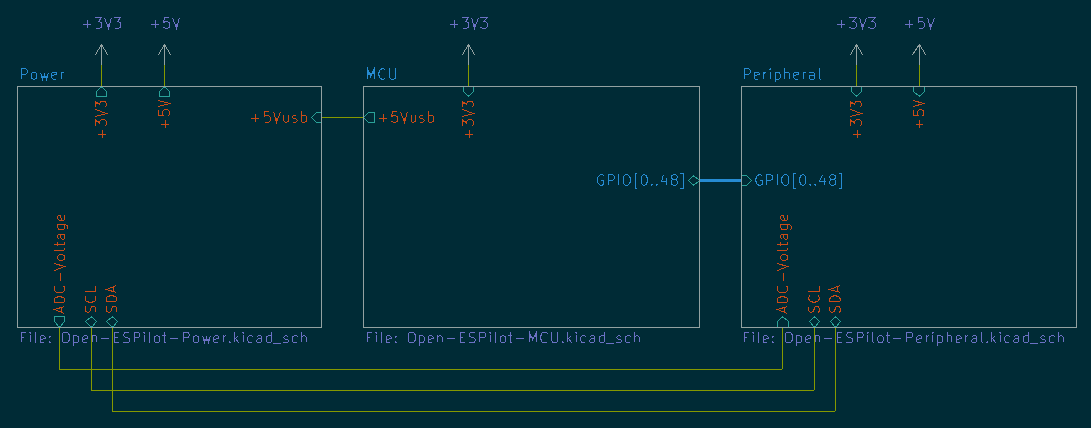 +3V3
+5V
+3V3
+3V3
+5V
Power
MCU
Peripheral
+3V3
+5V
+5Vusb
+5Vusb
+3V3
+3V3
+5V
GPIO[0..48]
GPIO[0..48]
ADC-Voltage
SCL
SDA
ADC-Voltage
SCL
SDA
File: Open-ESPilot-Power.kicad_sch
File: Open-ESPilot-MCU.kicad_sch
File: Open-ESPilot-Peripheral.kicad_sch